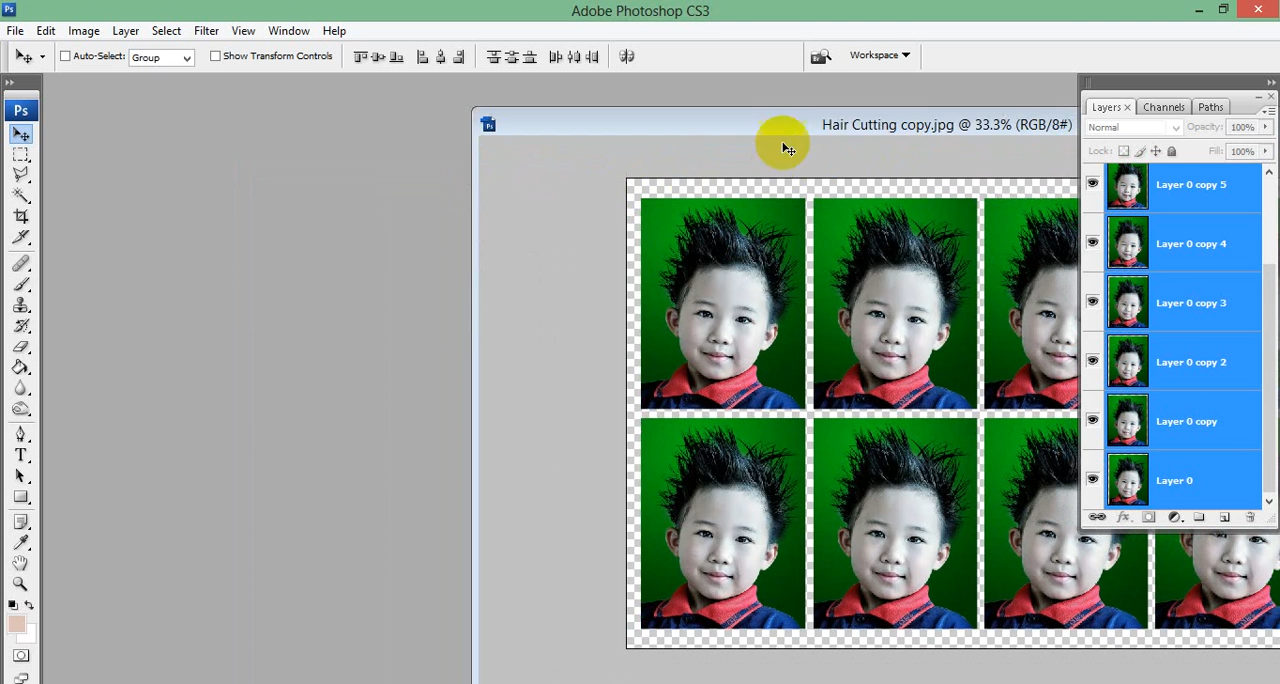 Ps Adobe Photoshop CS3
File Edit Image Layer Select Filter View Window Help
Auto-Select: Group Show Transform Controls Workspace
Ps
Hair Cutting copy.jpg @ 33.3% (RGB/8#)
Layers Channels Paths
Normal Opacity: 100%
Lock: Fill: 100%
Layer 0 copy 5
Layer 0 copy 4
Layer 0 copy 3
Layer 0 copy 2
Layer 0 copy
Layer 0